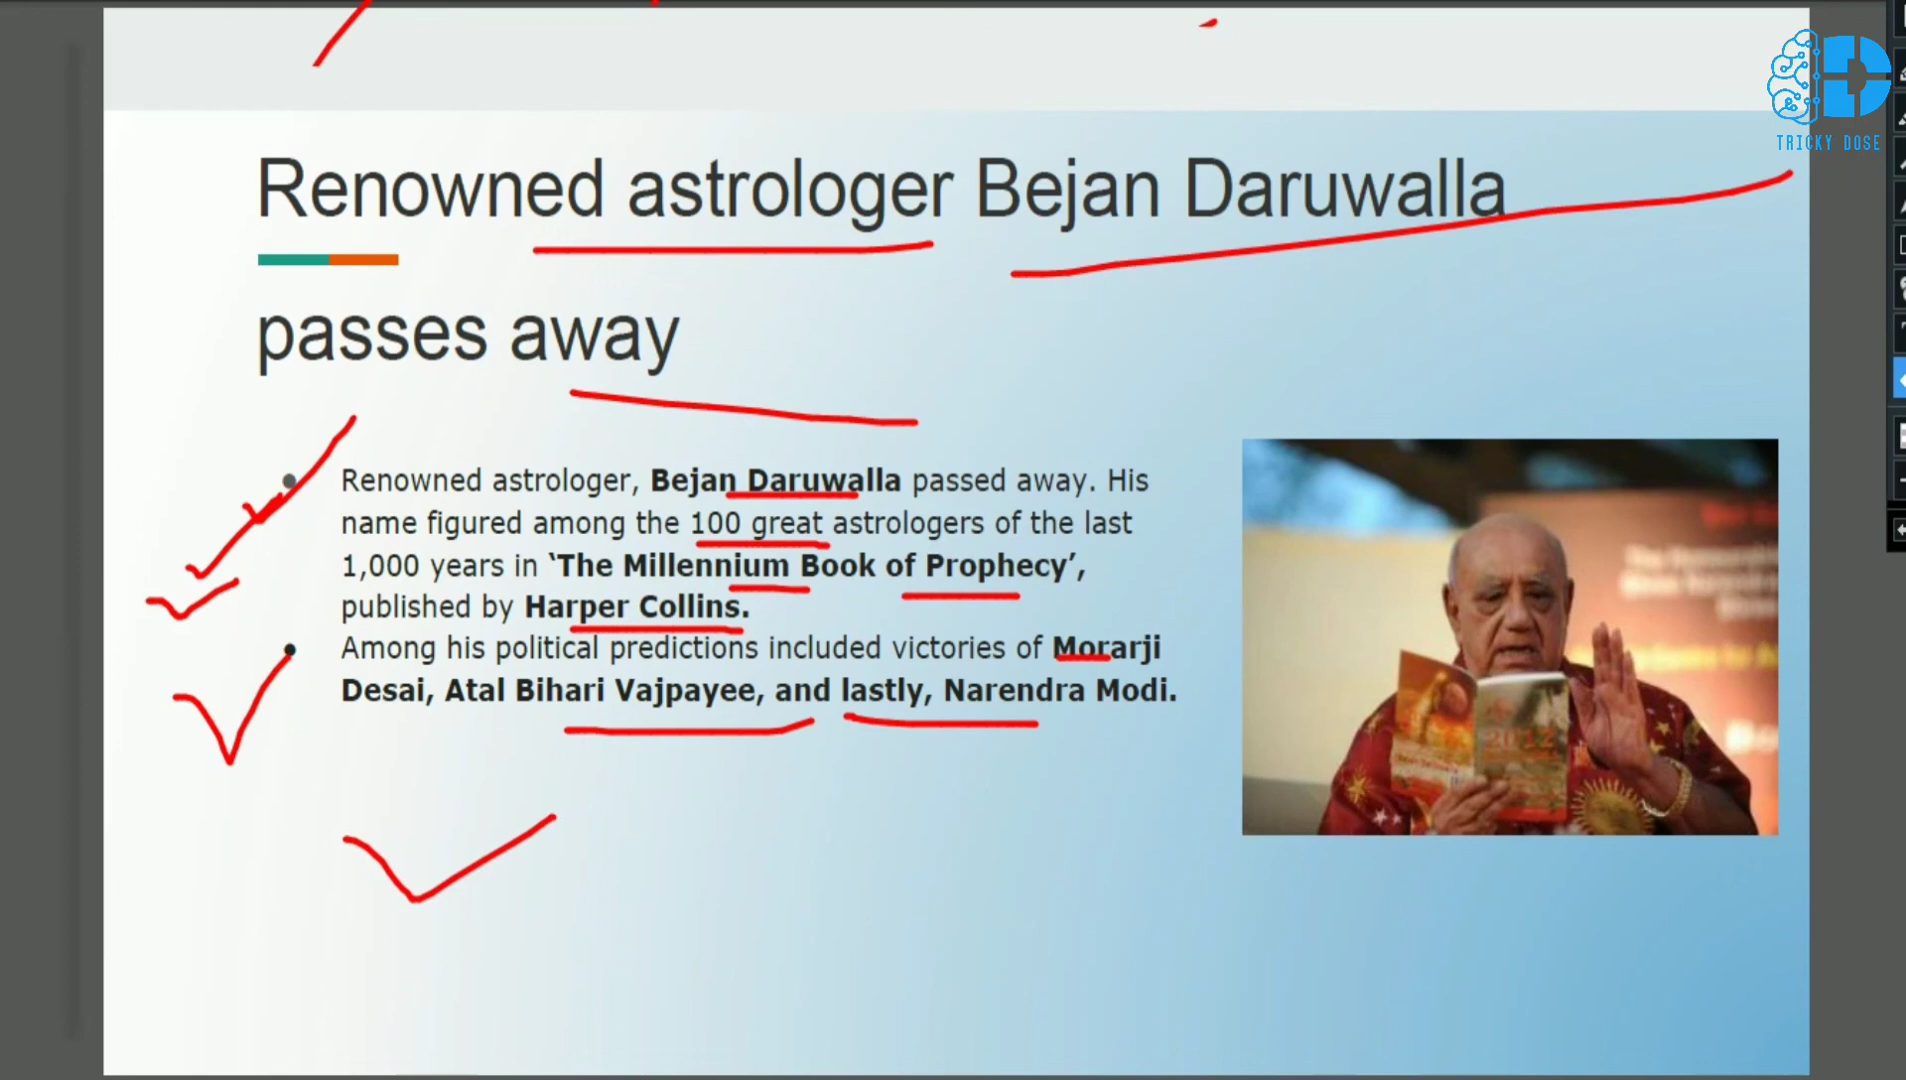 TRICKY DOSE
Renowned astrologer Bejan Daruwalla
passes away
Renowned astrologer, Bejan Daruwalla passed away. His
name figured among the 100 great astrologers of the last
1,000 years in ‘The Millennium Book of Prophecy’,
published by Harper Collins.
Among his political predictions included victories of Morarji
Desai, Atal Bihari Vajpayee, and lastly, Narendra Modi.
2012